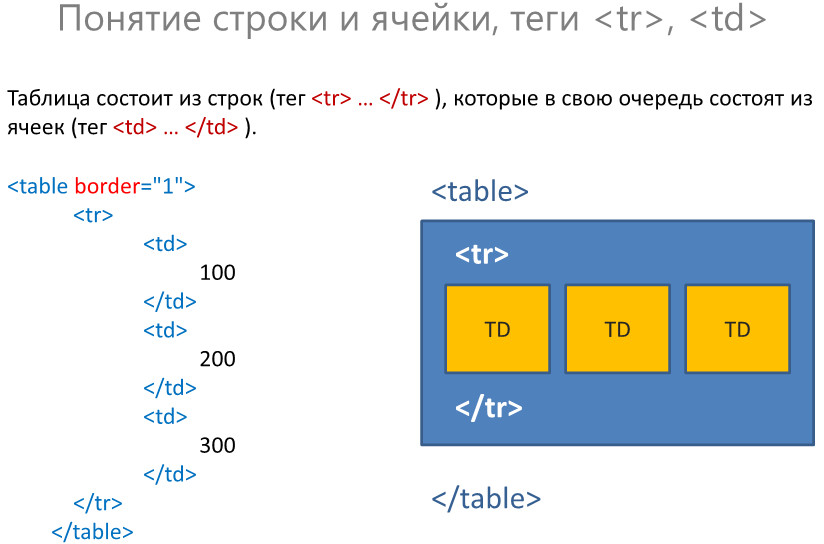 Понятие строки и ячейки, теги <tr>, <td>
Таблица состоит из строк (тег <tr> ... </tr> ), которые в свою очередь состоят из
ячеек (тег <td> ... </td> ).
<table border="1">
<tr>
<td>
100
</td>
<td>
200
</td>
<td>
300
</td>
</tr>
</table>
<table>
<tr>
TD TD TD
</tr>
</table>